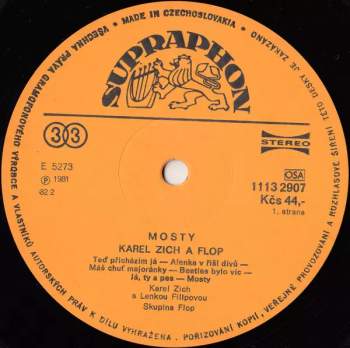 MADE IN CZECHOSLOVAKIA
VŠECHNA PRÁVA GRAMOFONOVÉHO VÝROBCE A VLASTNÍKŮ AUTORSKÝCH PRÁV K DÍLU VYHRAŽENA. POŘIZOVÁNÍ KOPIÍ, VEŘEJNÉ PROVOZOVÁNÍ A ROZHLASOVÉ ŠÍŘENÍ TÉTO DESKY JE ZAKÁZÁNO
SUPRAPHON
33
STEREO
E 5273
Ⓟ 1981
82 2
OSA
1113 2907
Kčs 44,-
1. strana
MOSTY
KAREL ZICH A FLOP
Teď přicházím já — Alenka v říši divů —
Máš chuť majoránky — Beatles bylo víc —
Já, ty a pes — Mosty
Karel Zich
a Lenkou Filipovou
Skupina Flop